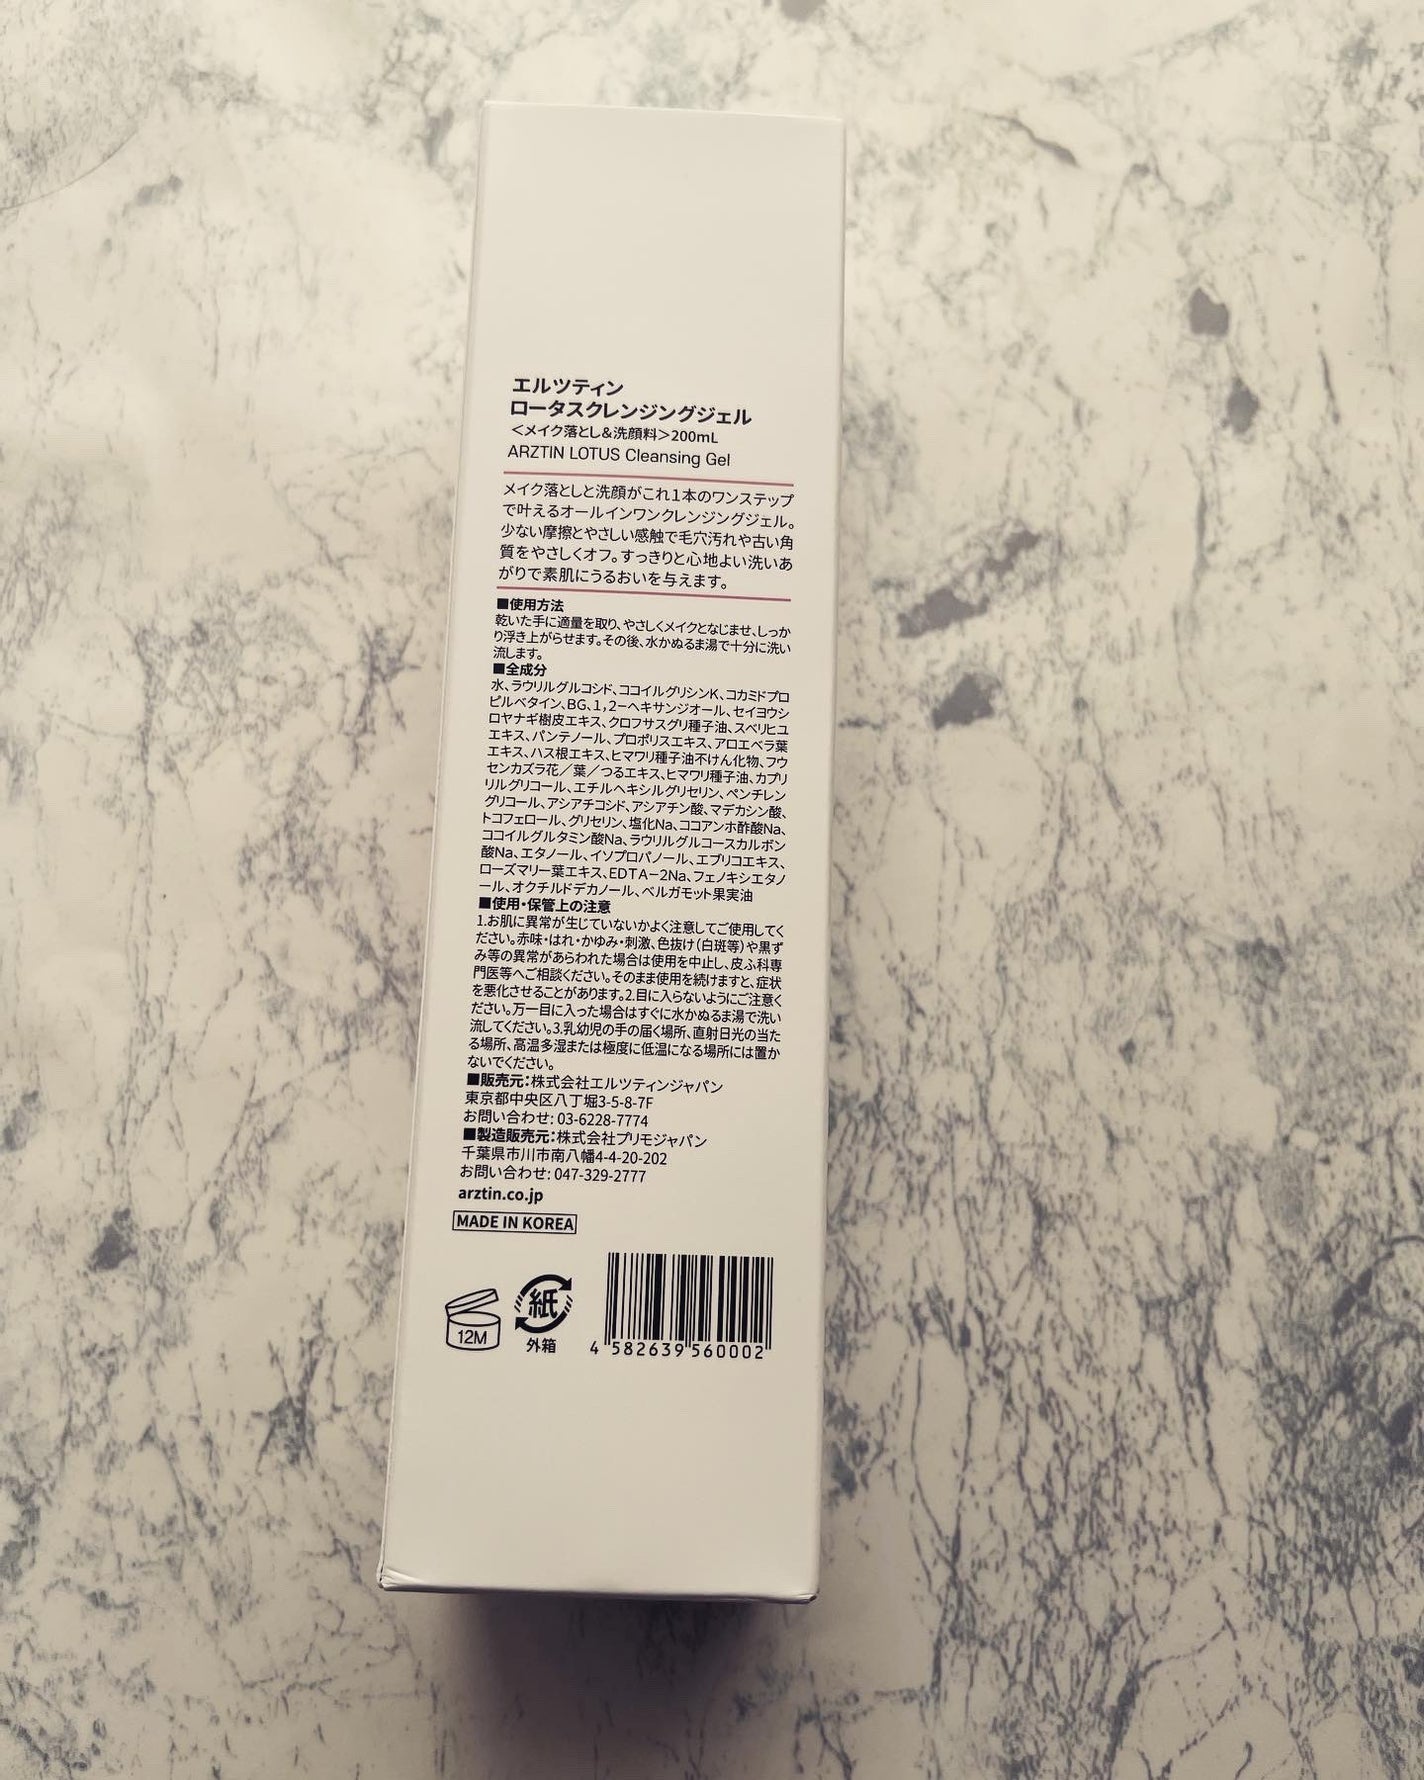 エルツティン
ロータスクレンジングジェル
＜メイク落とし&洗顔料＞200mL
ARZTIN LOTUS Cleansing Gel
メイク落としと洗顔がこれ1本のワンステップ
で叶えるオールインワンクレンジングジェル。
少ない摩擦とやさしい感触で毛穴汚れや古い角
質をやさしくオフ。すっきりと心地よい洗いあ
がりで素肌にうるおいを与えます。
■使用方法
乾いた手に適量を取り、やさしくメイクとなじませ、しっか
り浮き上がらせます。その後、水かぬるま湯で十分に洗い
流します。
■全成分
水、ラウリルグルコシド、ココイルグリシンK、コカミドプロ
ピルベタイン、BG、1，2−ヘキサンジオール、セイヨウシ
ロヤナギ樹皮エキス、クロフサスグリ種子油、スベリヒユ
エキス、パンテノール、プロポリスエキス、アロエベラ葉
エキス、ハス根エキス、ヒマワリ種子油不けん化物、フウ
センカズラ花／葉／つるエキス、ヒマワリ種子油、カプリ
リルグリコール、エチルヘキシルグリセリン、ペンチレン
グリコール、アシアチコシド、アシアチン酸、マデカシン酸、
トコフェロール、グリセリン、塩化Na、ココアンホ酢酸Na、
ココイルグルタミン酸Na、ラウリルグルコースカルボン
酸Na、エタノール、イソプロパノール、エブリコエキス、
ローズマリー葉エキス、EDTA−2Na、フェノキシエタノ
ール、オクチルドデカノール、ベルガモット果実油
■使用・保管上の注意
1.お肌に異常が生じていないかよく注意してご使用してく
ださい。赤味・はれ・かゆみ・刺激、色抜け（白斑等）や黒ず
み等の異常があらわれた場合は使用を中止し、皮ふ科専
門医等へご相談ください。そのまま使用を続けますと、症状
を悪化させることがあります。2.目に入らないようにご注意く
ださい。万一目に入った場合はすぐに水かぬるま湯で洗い
流してください。3.乳幼児の手の届く場所、直射日光の当た
る場所、高温多湿または極度に低温になる場所には置か
ないでください。
■販売元：株式会社エルツティンジャパン
東京都中央区八丁堀3-5-8-7F
お問い合わせ: 03-6228-7774
■製造販売元：株式会社プリモジャパン
千葉県市川市南八幡4-4-20-202
お問い合わせ: 047-329-2777
arztin.co.jp
MADE IN KOREA
12M
紙
外箱
4 582639 560002